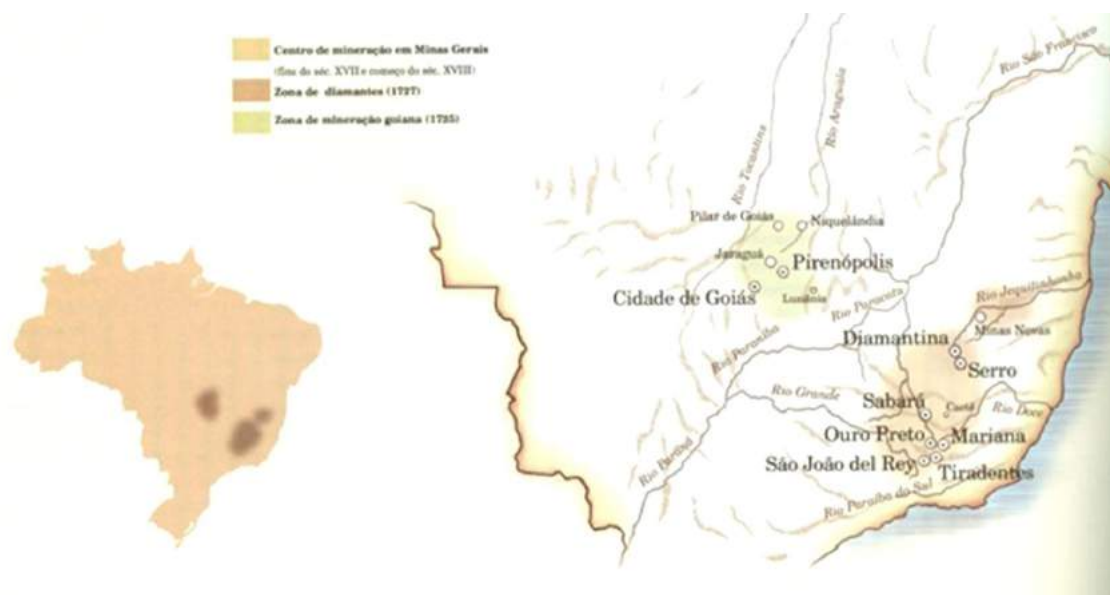 Centro de mineração em Minas Gerais
(fins do séc. XVII e começo do séc. XVIII)
Zona de diamantes (1727)
Zona de mineração goiana (1725)
Rio São Francisco
Rio Araguaia
Rio Tocantins
Pilar de Goiás
Niquelândia
Jaraguá
Pirenópolis
Cidade de Goiás
Luziânia
Rio Jequitinhonha
Rio Paracatu
Minas Novas
Diamantina
Rio Paranaíba
Serro
Rio Grande
Sabará
Caeté
Rio Doce
Ouro Preto
Mariana
São João del Rey
Tiradentes
Rio Paraná
Rio Paraíba do Sul